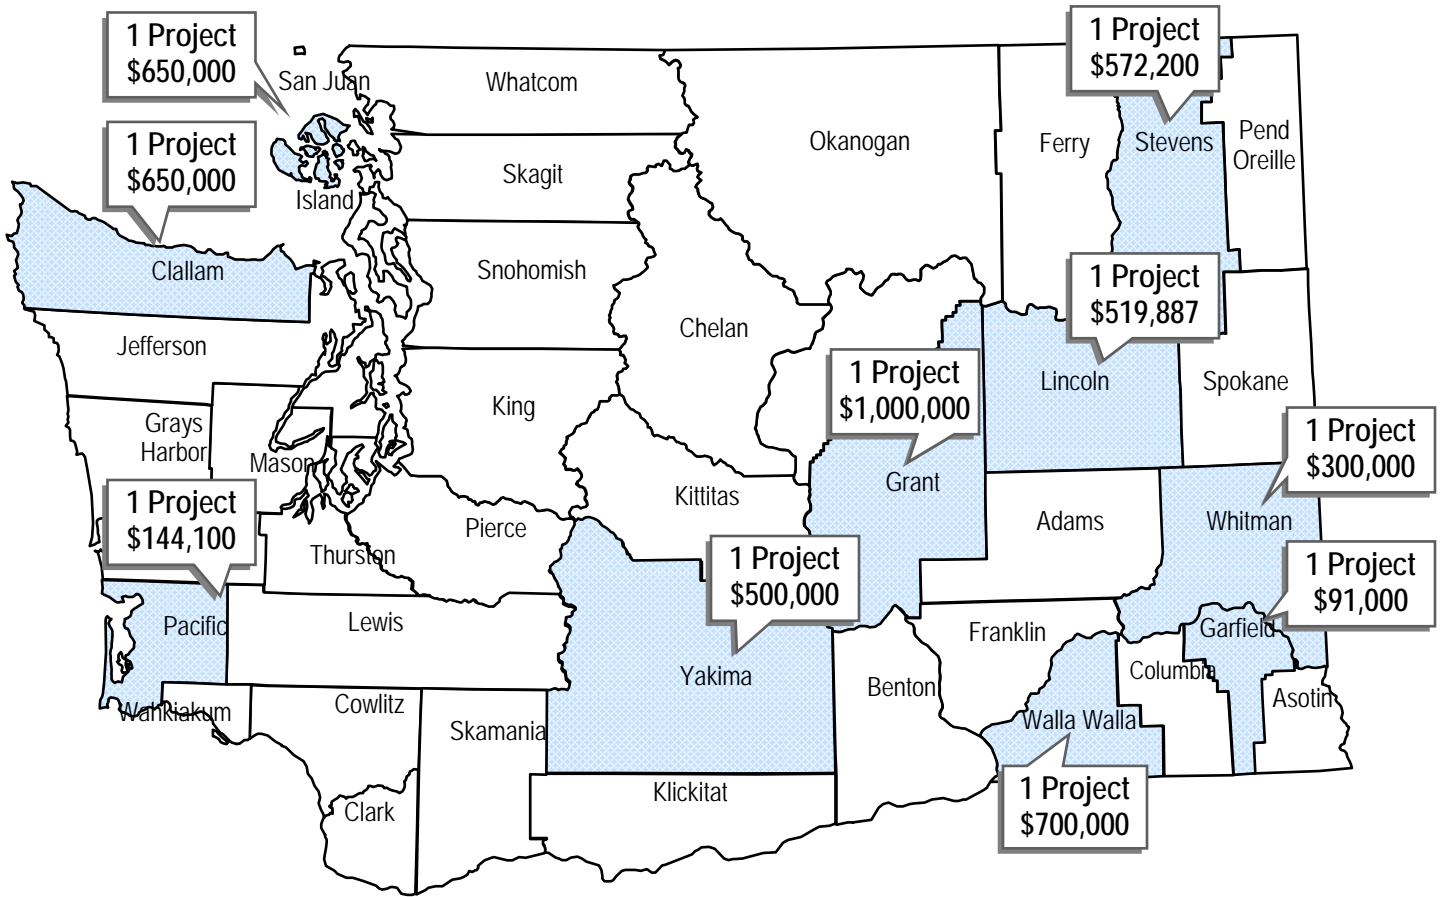 1 Project
$650,000
San Juan
Whatcom
1 Project
$572,200
Okanogan
Ferry
Stevens
Pend
Oreille
1 Project
$650,000
Skagit
Island
Clallam
Snohomish
1 Project
$519,887
Jefferson
Chelan
Lincoln
Spokane
1 Project
$1,000,000
King
Grays
Harbor
Mason
1 Project
$300,000
Grant
Kittitas
1 Project
$144,100
Pierce
Adams
Whitman
Thurston
1 Project
$500,000
1 Project
$91,000
Pacific
Lewis
Franklin
Garfield
Yakima
Benton
Columbia
Asotin
Wahkiakum
Cowlitz
Skamania
Walla Walla
Klickitat
Clark
1 Project
$700,000